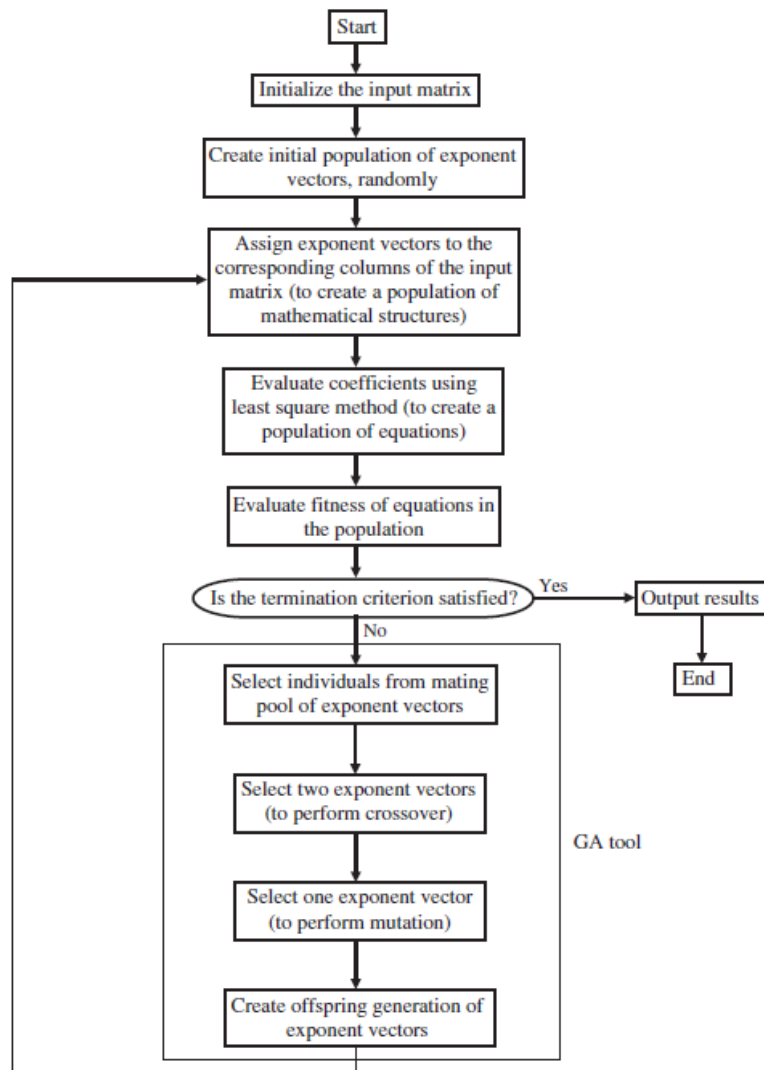 Start
Initialize the input matrix
Create initial population of exponent
vectors, randomly
Assign exponent vectors to the
corresponding columns of the input
matrix (to create a population of
mathematical structures)
Evaluate coefficients using
least square method (to create a
population of equations)
Evaluate fitness of equations in
the population
Is the termination criterion satisfied?
Yes
Output results
End
No
Select individuals from mating
pool of exponent vectors
Select two exponent vectors
(to perform crossover)
GA tool
Select one exponent vector
(to perform mutation)
Create offspring generation of
exponent vectors